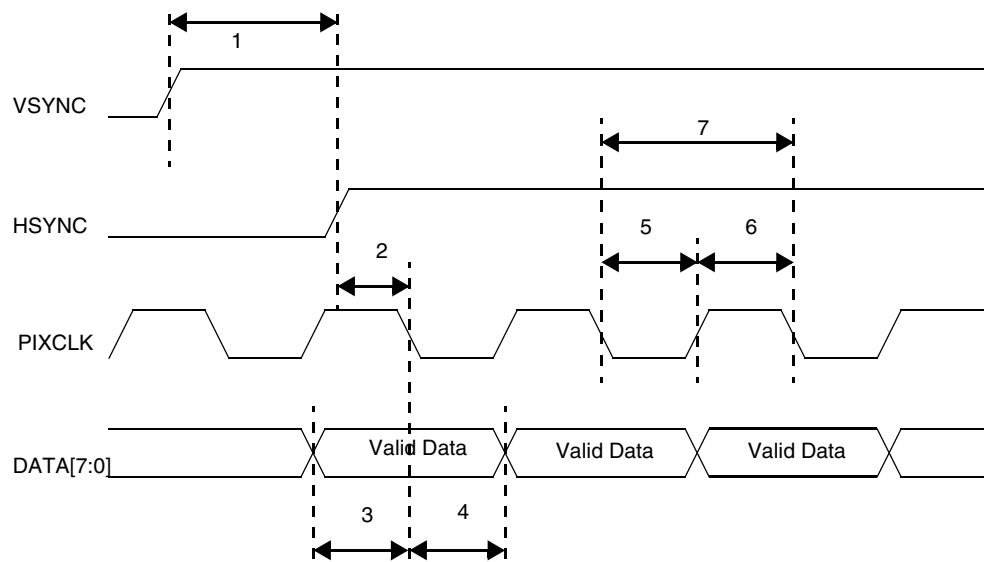 1
VSYNC
7
HSYNC
5
6
2
PIXCLK
Valid Data
Valid Data
Valid Data
DATA[7:0]
3
4